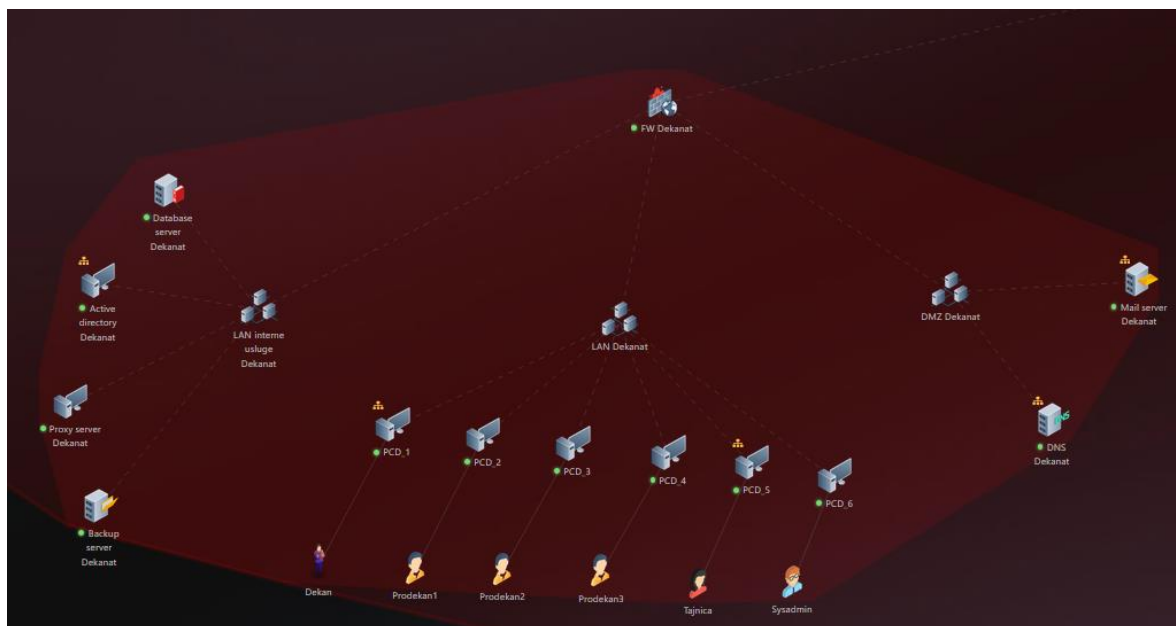 FW Dekanat
Database
server
Dekanat
Active
directory
Dekanat
LAN interne
usluge
Dekanat
LAN Dekanat
DMZ Dekanat
Mail server
Dekanat
Proxy server
Dekanat
PCD_1
PCD_2
PCD_3
PCD_4
PCD_5
PCD_6
DNS
Dekanat
Backup
server
Dekanat
Dekan
Prodekan1
Prodekan2
Prodekan3
Tajnica
Sysadmin